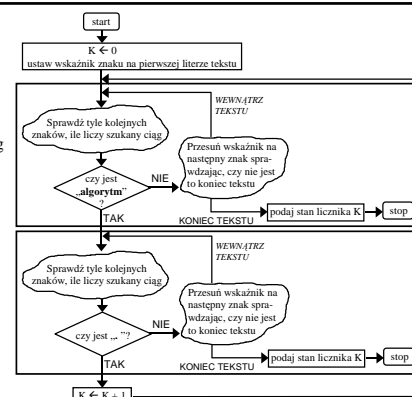 start
K ← 0
ustaw wskaźnik znaku na pierwszej literze tekstu
WEWNĄTRZ
TEKSTU
Sprawdź tyle kolejnych
znaków, ile liczy szukany ciąg
Przesuń wskaźnik na
następny znak spra-
wdzając, czy nie jest
to koniec tekstu
czy jest
„algorytm”
?
NIE
TAK
KONIEC TEKSTU
podaj stan licznika K
stop
WEWNĄTRZ
TEKSTU
Sprawdź tyle kolejnych
znaków, ile liczy szukany ciąg
Przesuń wskaźnik na
następny znak spra-
wdzając, czy nie jest
to koniec tekstu
czy jest „. ”?
NIE
TAK
KONIEC TEKSTU
podaj stan licznika K
stop
K ← K + 1